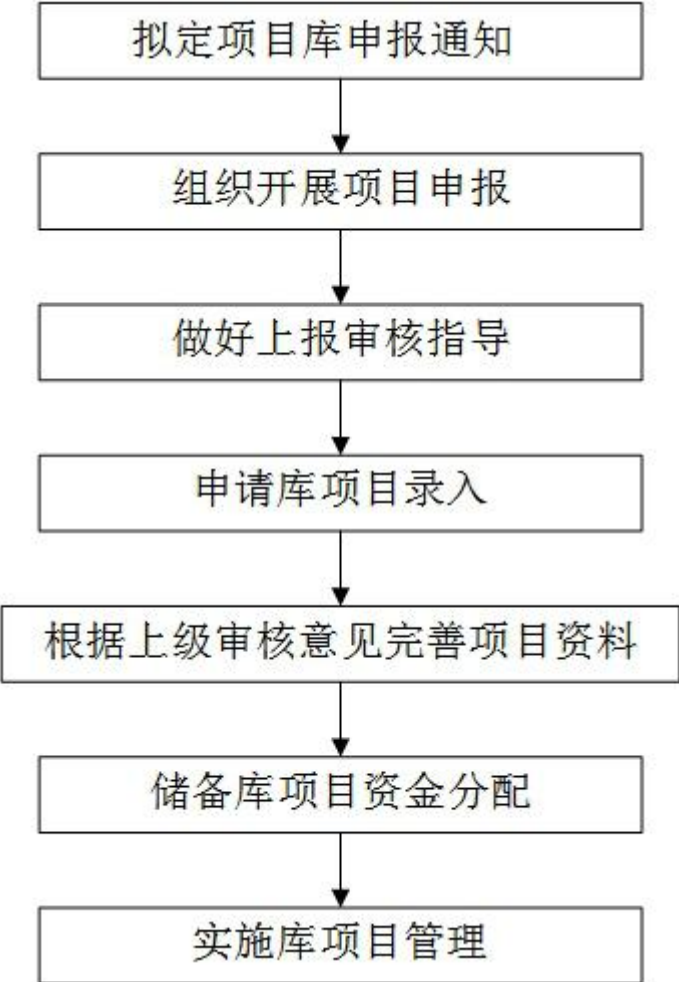 拟定项目库申报通知
组织开展项目申报
做好上报审核指导
申请库项目录入
根据上级审核意见完善项目资料
储备库项目资金分配
实施库项目管理